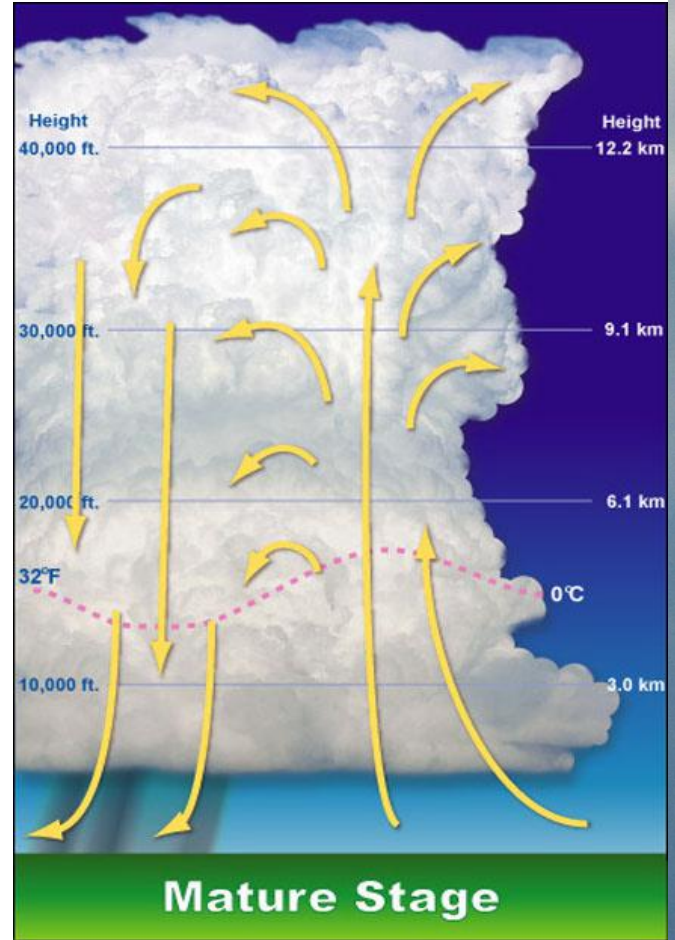 Height
Height
40,000 ft.
12.2 km
30,000 ft.
9.1 km
20,000 ft.
6.1 km
32°F
0°C
10,000 ft.
3.0 km
Mature Stage